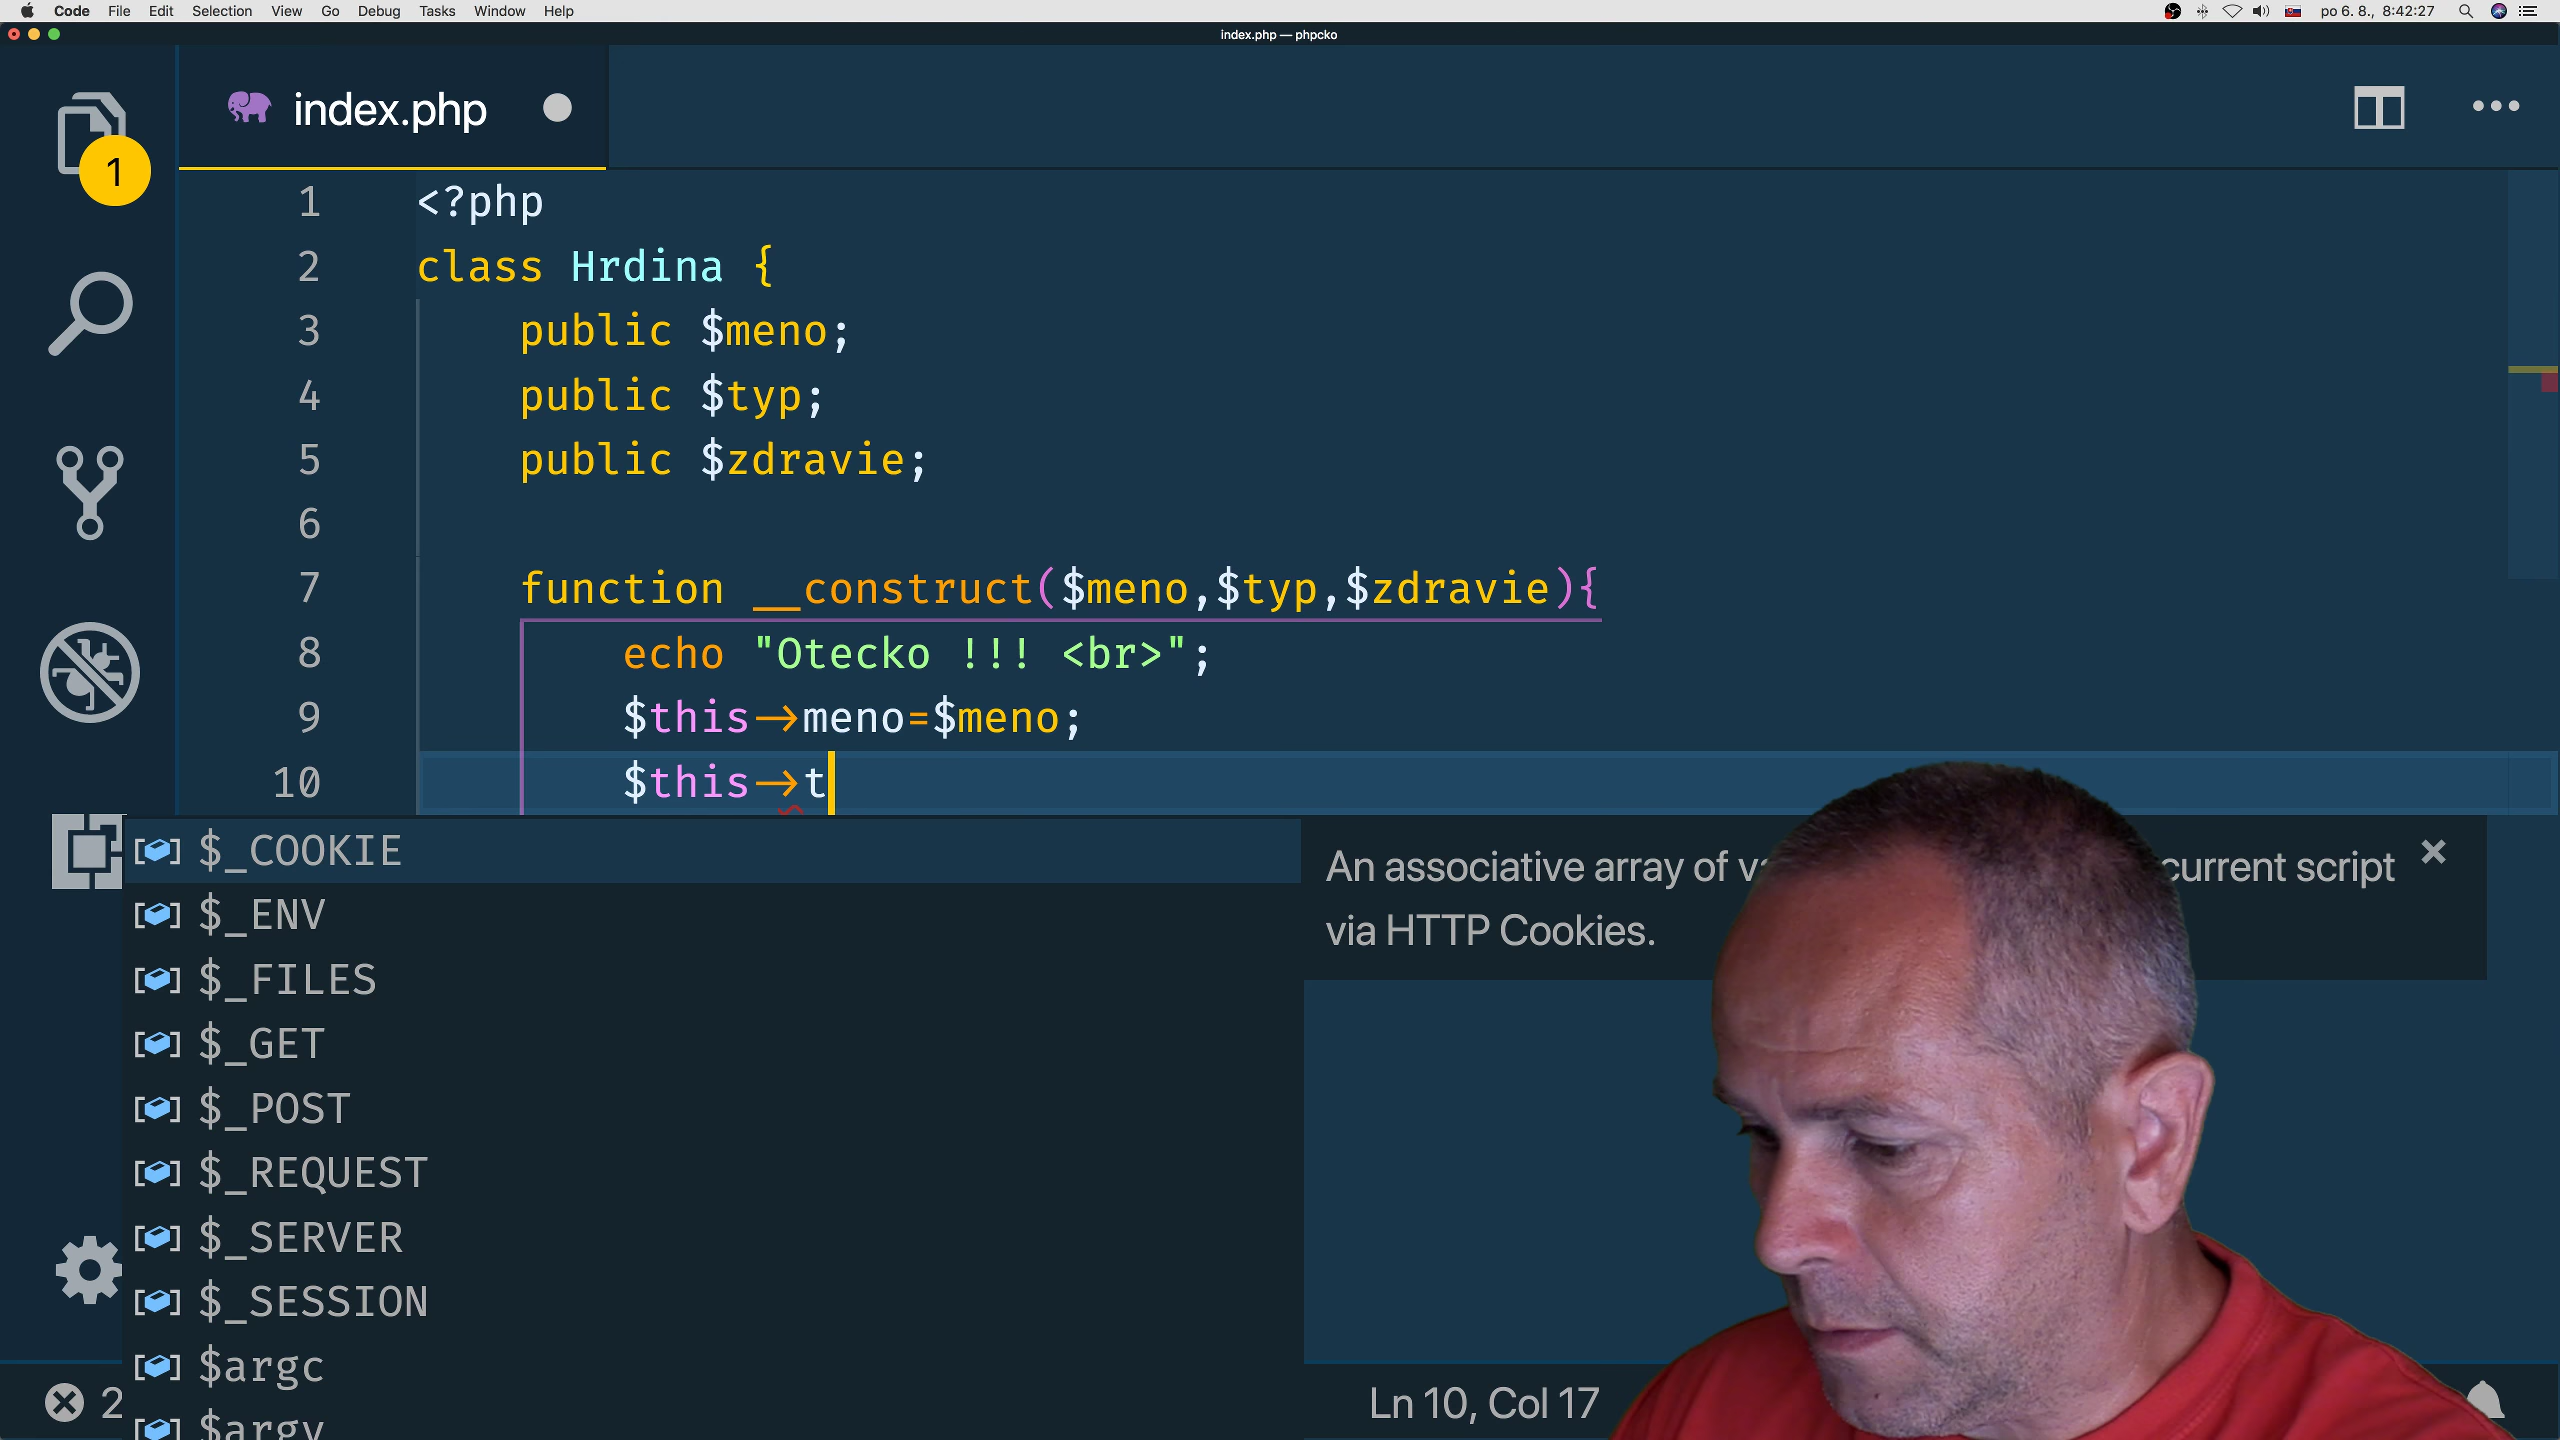 Code File Edit Selection View Go Debug Tasks Window Help po 6. 8., 8:42:27
index.php — phpcko
1
index.php
1 <?php
2 class Hrdina {
3 public $meno;
4 public $typ;
5 public $zdravie;
6
7 function __construct($meno,$typ,$zdravie){
8 echo "Otecko !!! <br>";
9 $this->meno=$meno;
10 $this->t
$_COOKIE
$_ENV
$_FILES
$_GET
$_POST
$_REQUEST
$_SERVER
$_SESSION
$argc
$argv
An associative array of current script
via HTTP Cookies.
2
Ln 10, Col 17